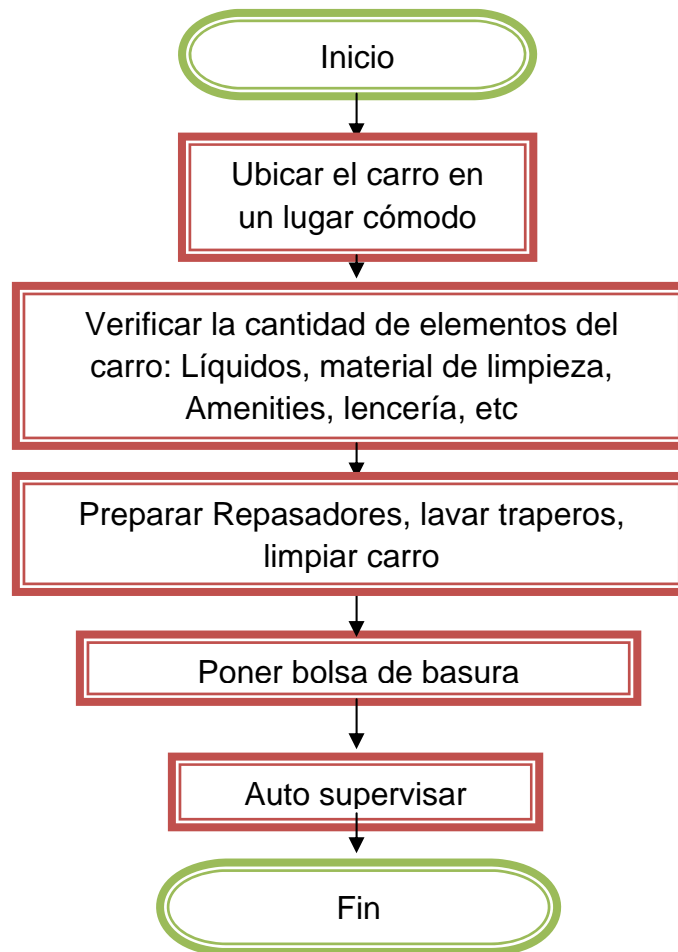 Inicio
Ubicar el carro en
un lugar cómodo
Verificar la cantidad de elementos del
carro: Líquidos, material de limpieza,
Amenities, lencería, etc
Preparar Repasadores, lavar traperos,
limpiar carro
Poner bolsa de basura
Auto supervisar
Fin